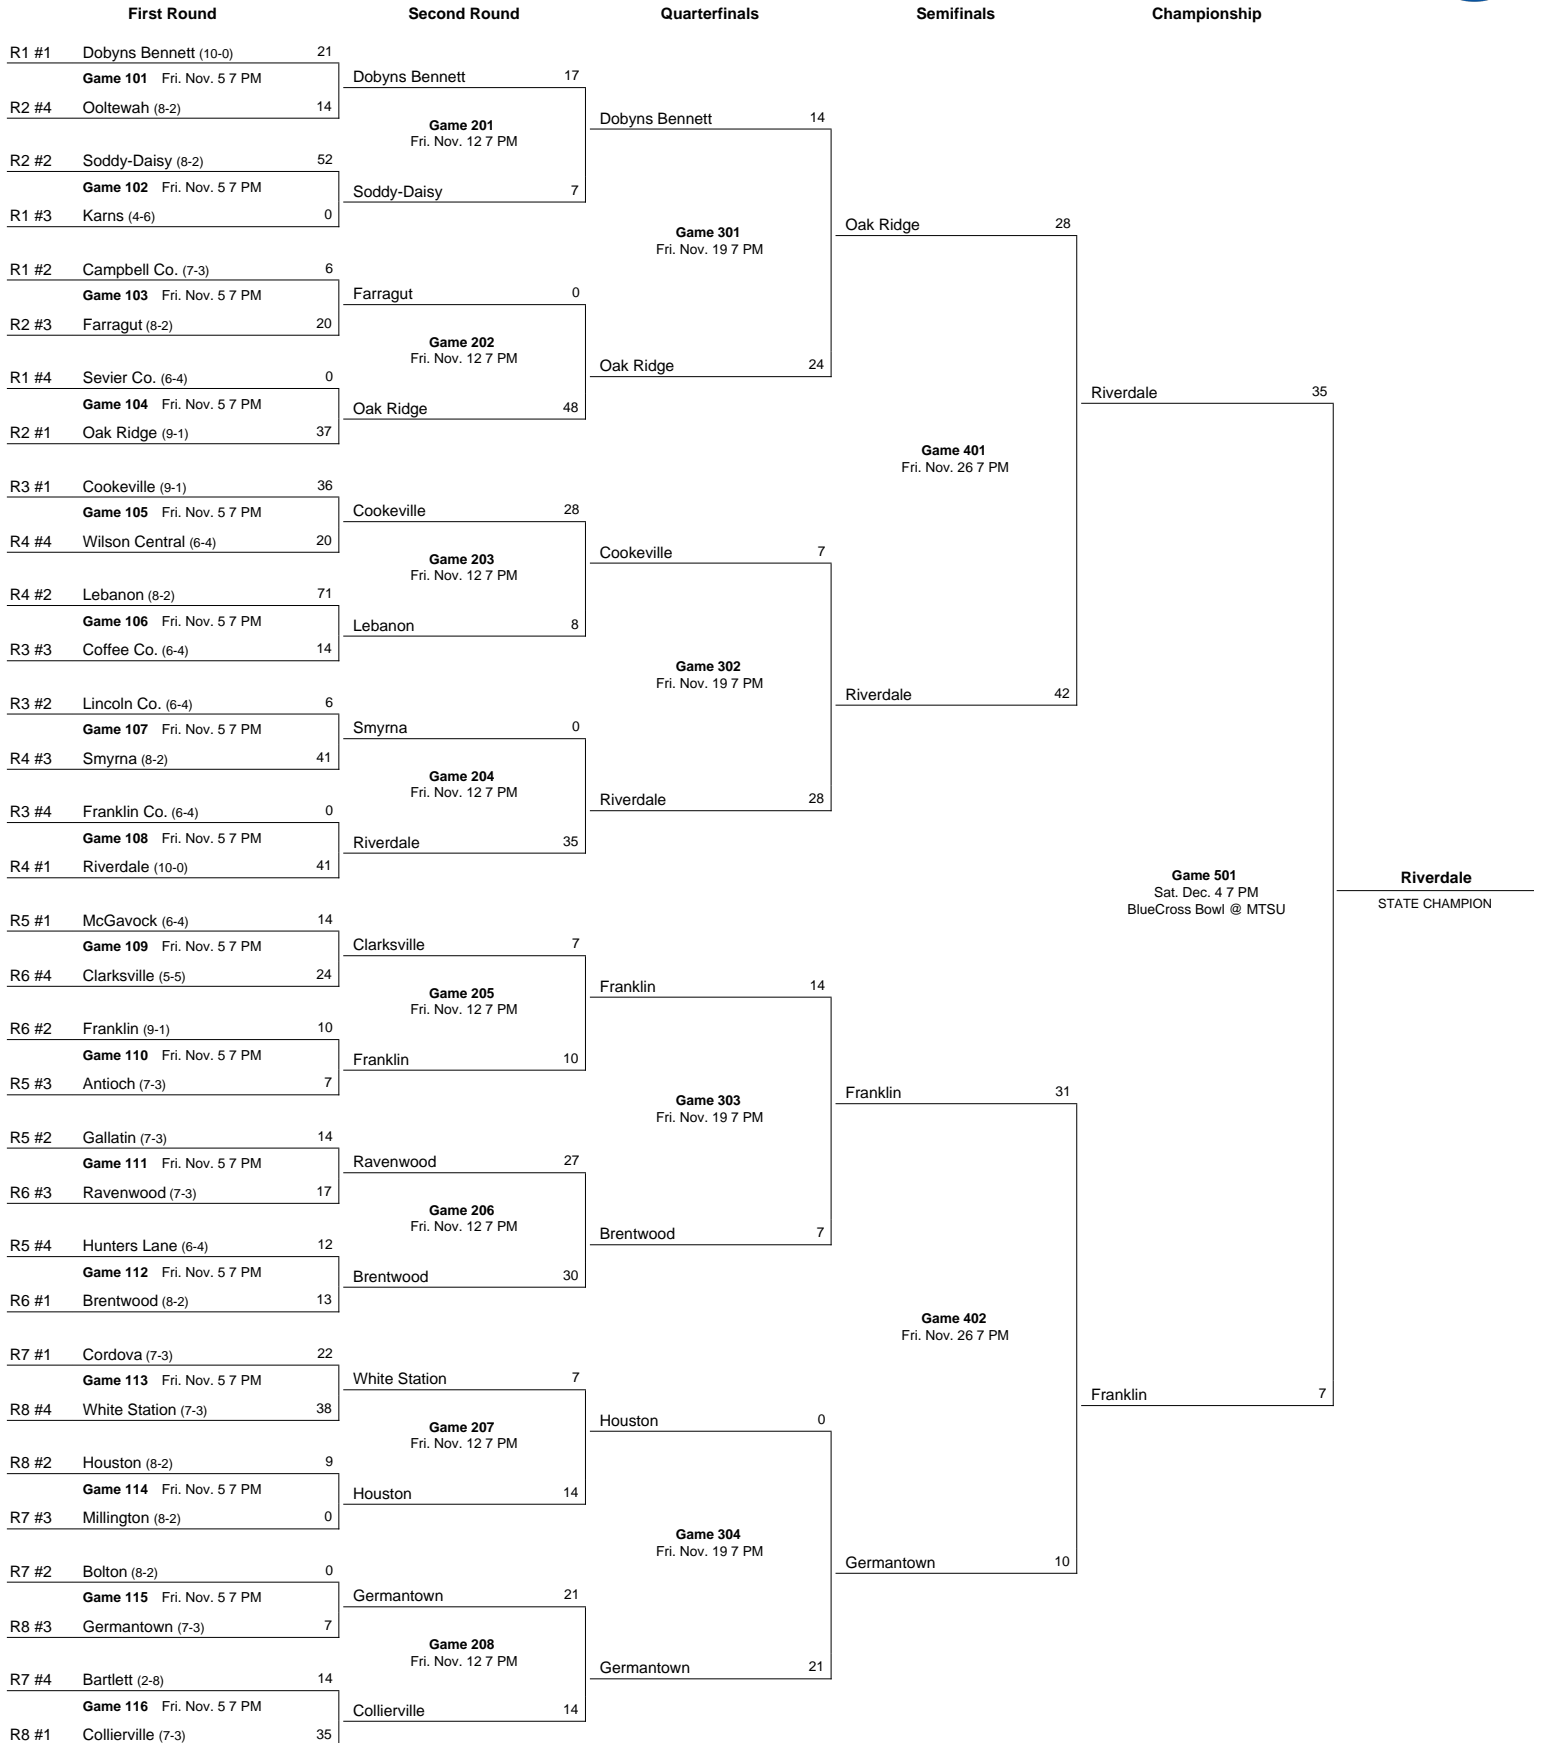 First Round Second Round Quarterfinals Semifinals Championship
R1 #1 Dobyns Bennett (10-0) 21
Game 101 Fri. Nov. 5 7 PM
R2 #4 Ooltewah (8-2) 14
R2 #2 Soddy-Daisy (8-2) 52
Game 102 Fri. Nov. 5 7 PM
R1 #3 Karns (4-6) 0
R1 #2 Campbell Co. (7-3) 6
Game 103 Fri. Nov. 5 7 PM
R2 #3 Farragut (8-2) 20
R1 #4 Sevier Co. (6-4) 0
Game 104 Fri. Nov. 5 7 PM
R2 #1 Oak Ridge (9-1) 37
R3 #1 Cookeville (9-1) 36
Game 105 Fri. Nov. 5 7 PM
R4 #4 Wilson Central (6-4) 20
R4 #2 Lebanon (8-2) 71
Game 106 Fri. Nov. 5 7 PM
R3 #3 Coffee Co. (6-4) 14
R3 #2 Lincoln Co. (6-4) 6
Game 107 Fri. Nov. 5 7 PM
R4 #3 Smyrna (8-2) 41
R3 #4 Franklin Co. (6-4) 0
Game 108 Fri. Nov. 5 7 PM
R4 #1 Riverdale (10-0) 41
R5 #1 McGavock (6-4) 14
Game 109 Fri. Nov. 5 7 PM
R6 #4 Clarksville (5-5) 24
R6 #2 Franklin (9-1) 10
Game 110 Fri. Nov. 5 7 PM
R5 #3 Antioch (7-3) 7
R5 #2 Gallatin (7-3) 14
Game 111 Fri. Nov. 5 7 PM
R6 #3 Ravenwood (7-3) 17
R5 #4 Hunters Lane (6-4) 12
Game 112 Fri. Nov. 5 7 PM
R6 #1 Brentwood (8-2) 13
R7 #1 Cordova (7-3) 22
Game 113 Fri. Nov. 5 7 PM
R8 #4 White Station (7-3) 38
R8 #2 Houston (8-2) 9
Game 114 Fri. Nov. 5 7 PM
R7 #3 Millington (8-2) 0
R7 #2 Bolton (8-2) 0
Game 115 Fri. Nov. 5 7 PM
R8 #3 Germantown (7-3) 7
R7 #4 Bartlett (2-8) 14
Game 116 Fri. Nov. 5 7 PM
R8 #1 Collierville (7-3) 35
Dobyns Bennett 17
Game 201
Fri. Nov. 12 7 PM
Soddy-Daisy 7
Farragut 0
Game 202
Fri. Nov. 12 7 PM
Oak Ridge 48
Cookeville 28
Game 203
Fri. Nov. 12 7 PM
Lebanon 8
Smyrna 0
Game 204
Fri. Nov. 12 7 PM
Riverdale 35
Clarksville 7
Game 205
Fri. Nov. 12 7 PM
Franklin 10
Ravenwood 27
Game 206
Fri. Nov. 12 7 PM
Brentwood 30
White Station 7
Game 207
Fri. Nov. 12 7 PM
Houston 14
Germantown 21
Game 208
Fri. Nov. 12 7 PM
Collierville 14
Dobyns Bennett 14
Game 301
Fri. Nov. 19 7 PM
Oak Ridge 24
Cookeville 7
Game 302
Fri. Nov. 19 7 PM
Riverdale 28
Franklin 14
Game 303
Fri. Nov. 19 7 PM
Brentwood 7
Houston 0
Game 304
Fri. Nov. 19 7 PM
Germantown 21
Oak Ridge 28
Game 401
Fri. Nov. 26 7 PM
Riverdale 42
Franklin 31
Game 402
Fri. Nov. 26 7 PM
Germantown 10
Riverdale 35
Game 501
Sat. Dec. 4 7 PM
BlueCross Bowl @ MTSU
Franklin 7
Riverdale
STATE CHAMPION